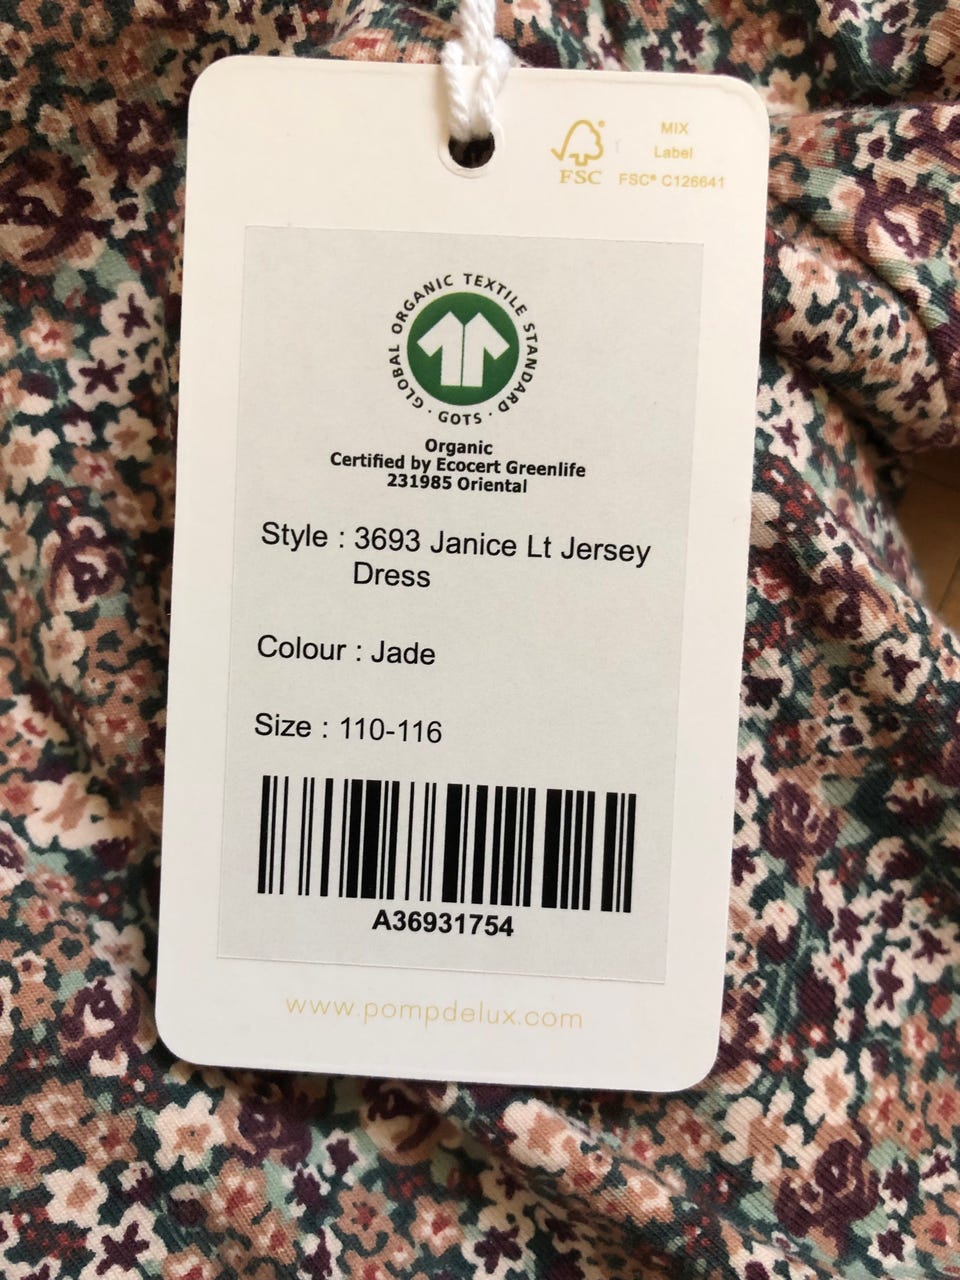 FSC
MIX
Label
FSC® C126641
GLOBAL ORGANIC TEXTILE STANDARD · GOTS ·
Organic
Certified by Ecocert Greenlife
231985 Oriental
Style : 3693 Janice Lt Jersey
Dress
Colour : Jade
Size : 110-116
A36931754
www.pompdelux.com